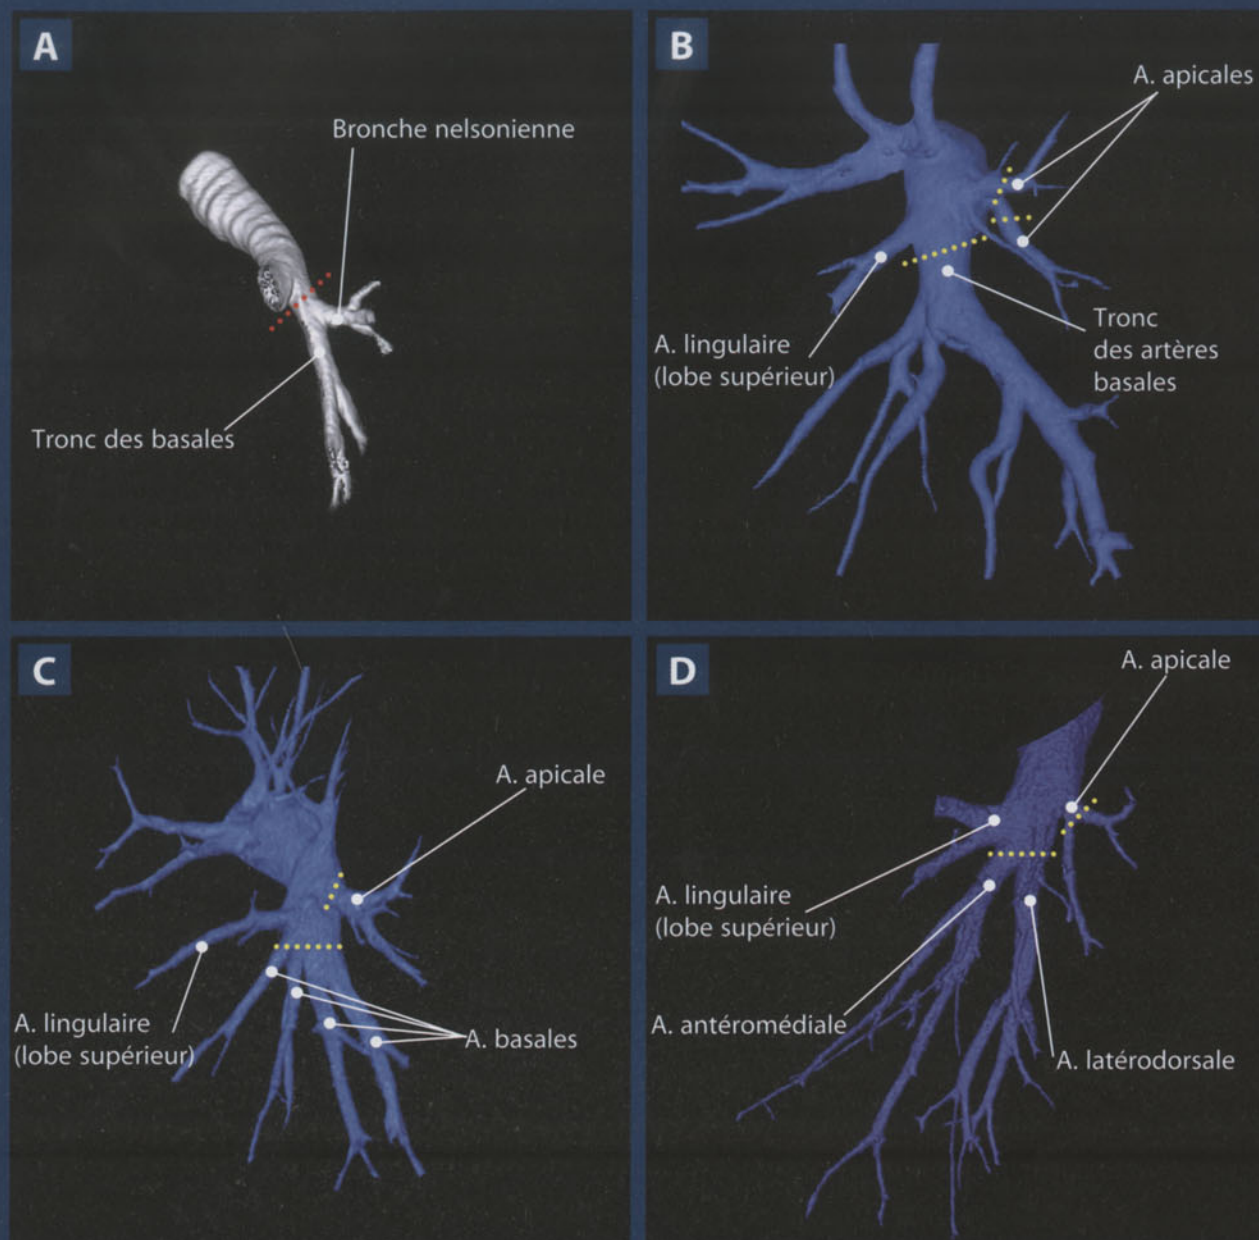 A
Bronche nelsonienne
Tronc des basales
B
A. apicales
A. lingulaire
(lobe supérieur)
Tronc
des artères
basales
C
A. apicale
A. lingulaire
(lobe supérieur)
A. basales
D
A. apicale
A. lingulaire
(lobe supérieur)
A. antéromédiale
A. latérodorsale